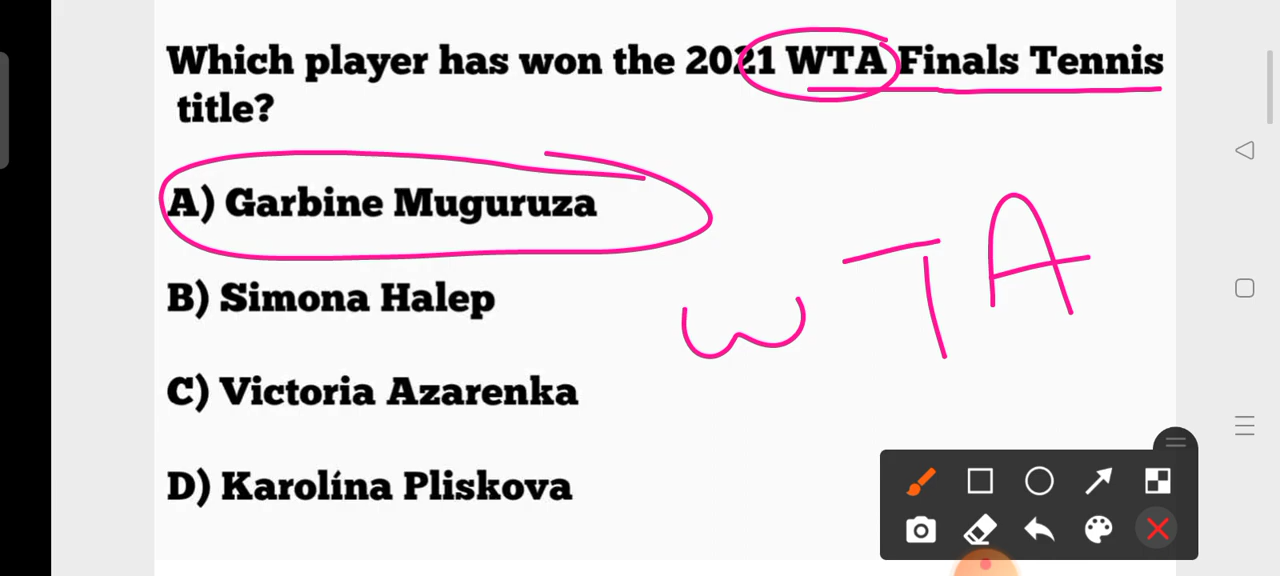 Which player has won the 2021 WTA Finals Tennis
title?
A) Garbine Muguruza
B) Simona Halep
WTA
C) Victoria Azarenka
D) Karolína Pliskova